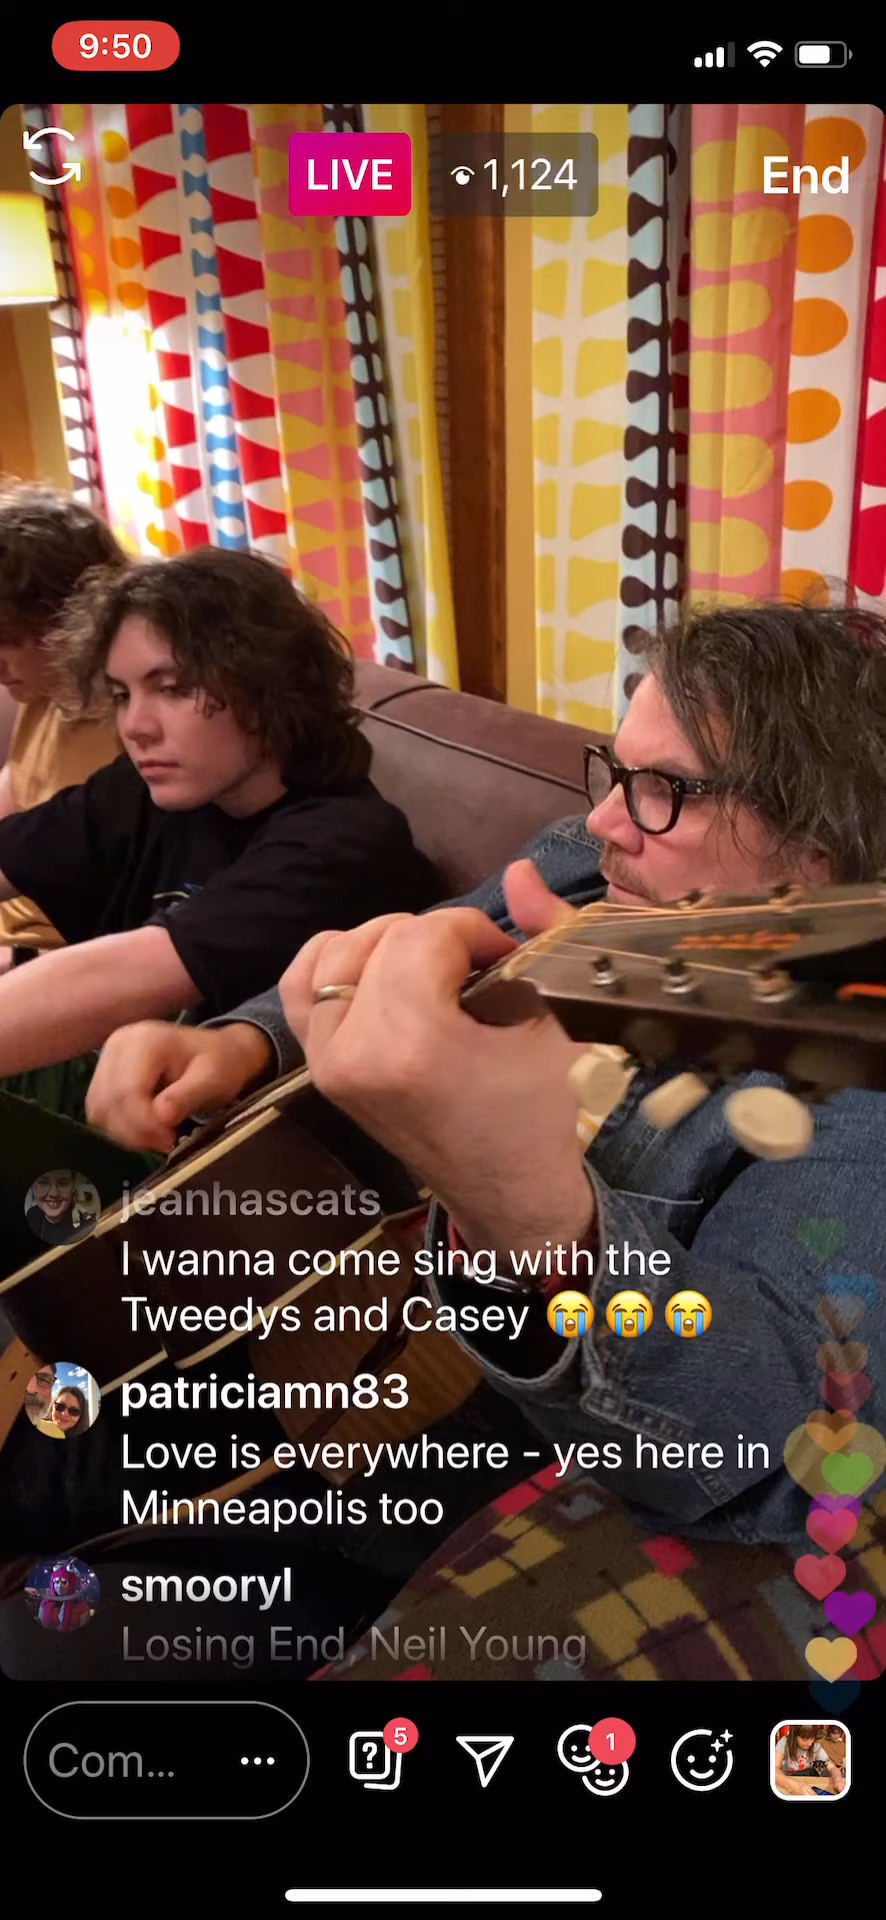 9:50
LIVE
1,124
End
jeanhascats
I wanna come sing with the
Tweedys and Casey 😭😭😭
patriciamn83
Love is everywhere - yes here in
Minneapolis too
smooryl
Losing End, Neil Young
Com...
5
1